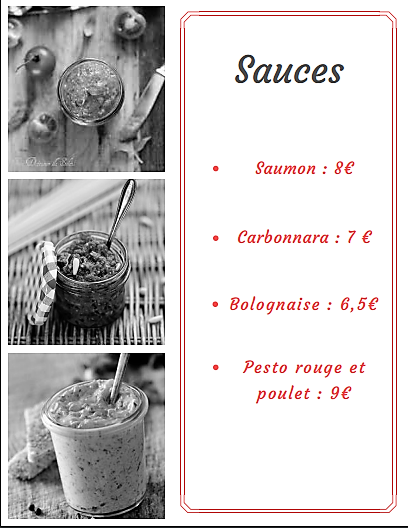 Sauces
Saumon : 8€
Carbonnara : 7 €
Bolognaise : 6,5€
Pesto rouge et
poulet : 9€